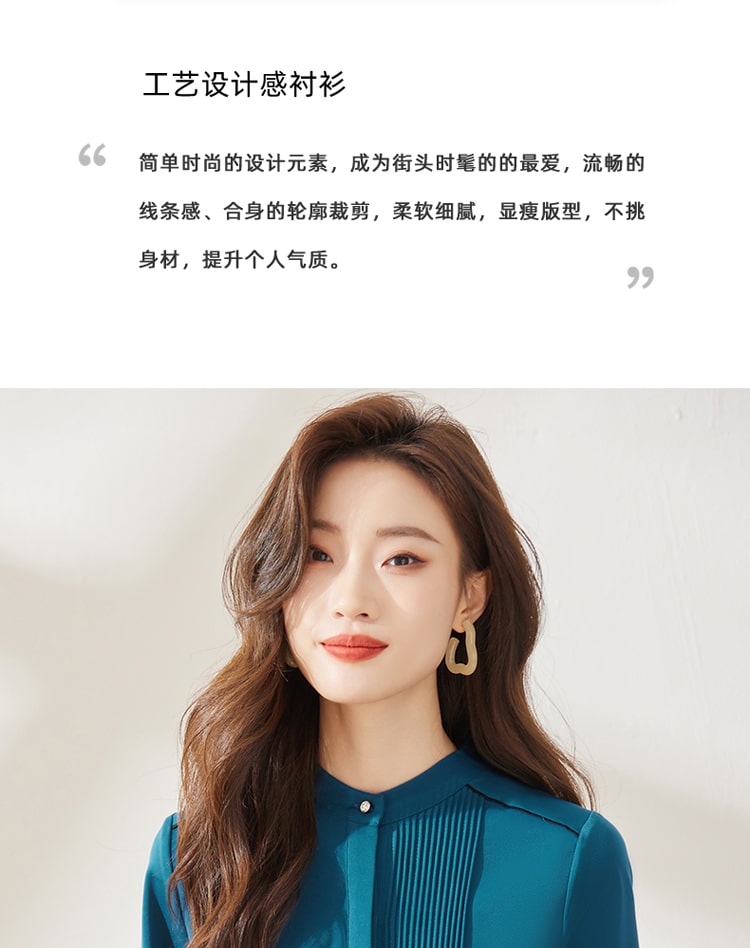 工艺设计感衬衫
“
简单时尚的设计元素，成为街头时髦的的最爱，流畅的
线条感、合身的轮廓裁剪，柔软细腻，显瘦版型，不挑
身材，提升个人气质。
”